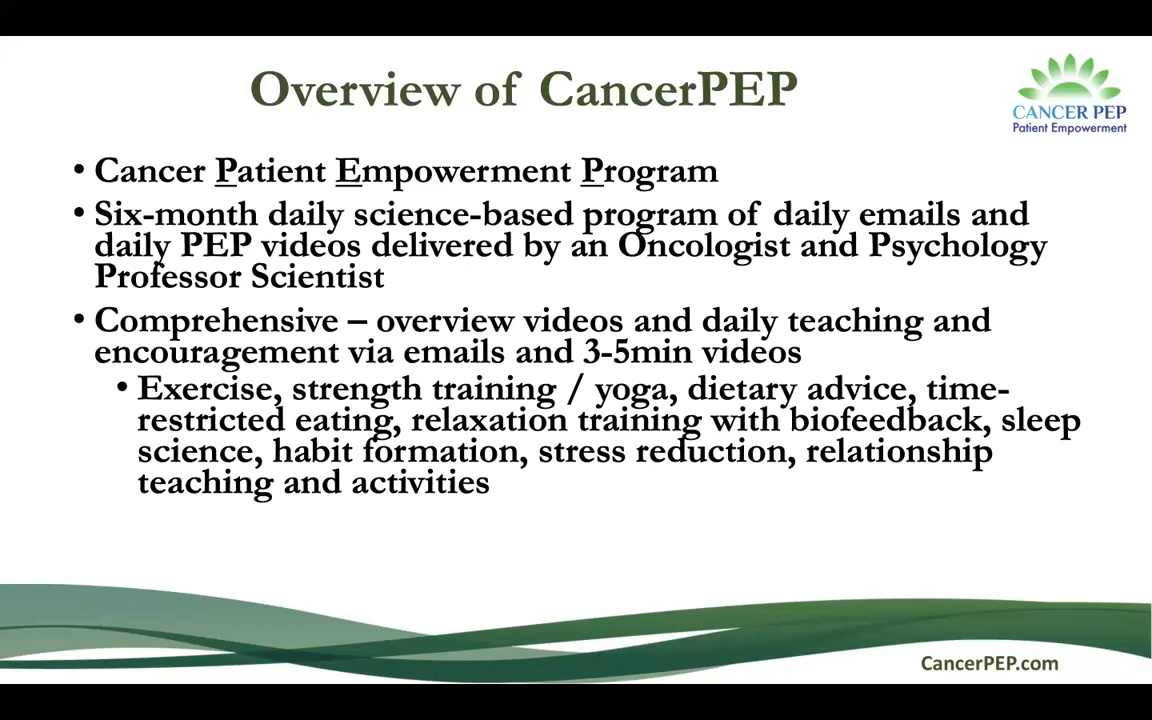 Overview of CancerPEP
CANCER PEP
Patient Empowerment
• Cancer Patient Empowerment Program
• Six-month daily science-based program of daily emails and
daily PEP videos delivered by an Oncologist and Psychology
Professor Scientist
• Comprehensive – overview videos and daily teaching and
encouragement via emails and 3-5min videos
• Exercise, strength training / yoga, dietary advice, time-
restricted eating, relaxation training with biofeedback, sleep
science, habit formation, stress reduction, relationship
teaching and activities
CancerPEP.com